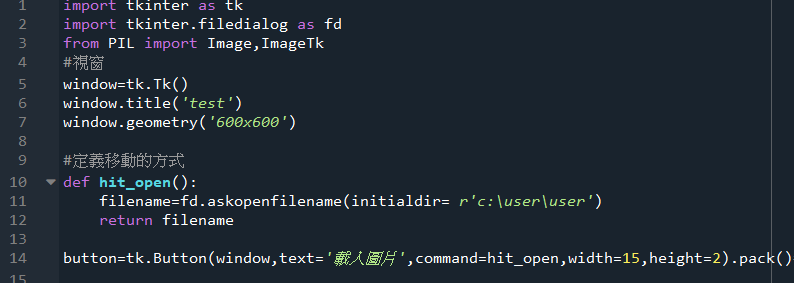 1 import tkinter as tk
2 import tkinter.filedialog as fd
3 from PIL import Image,ImageTk
4 #視窗
5 window=tk.Tk()
6 window.title('test')
7 window.geometry('600x600')
8
9 #定義移動的方式
10 def hit_open():
11     filename=fd.askopenfilename(initialdir= r'c:\user\user')
12     return filename
13
14 button=tk.Button(window,text='載入圖片',command=hit_open,width=15,height=2).pack()
15